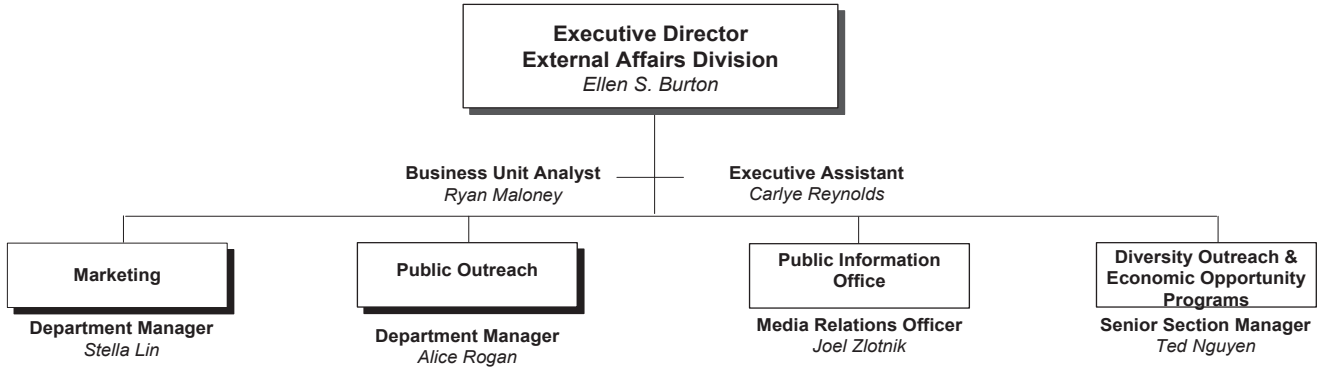 Executive Director
External Affairs Division
Ellen S. Burton
Business Unit Analyst
Ryan Maloney
Executive Assistant
Carlye Reynolds
Marketing
Department Manager
Stella Lin
Public Outreach
Department Manager
Alice Rogan
Public Information
Office
Media Relations Officer
Joel Zlotnik
Diversity Outreach &
Economic Opportunity
Programs
Senior Section Manager
Ted Nguyen